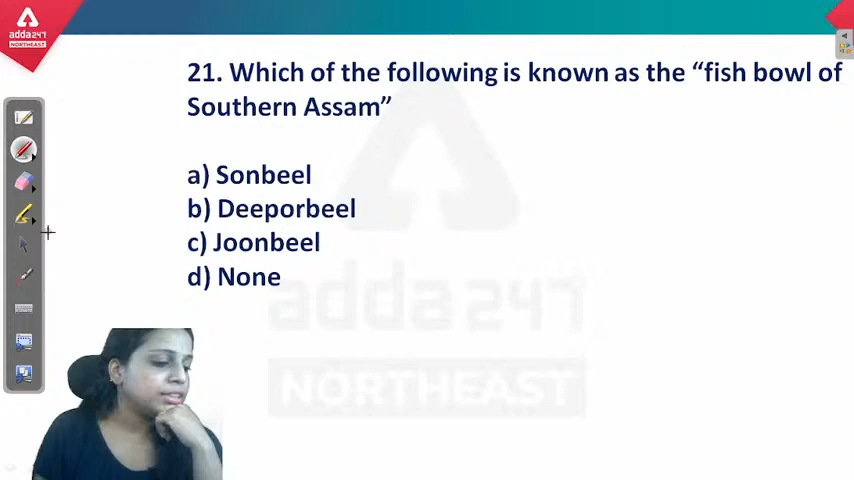 adda247
NORTHEAST
21. Which of the following is known as the “fish bowl of
Southern Assam”
a) Sonbeel
b) Deeporbeel
c) Joonbeel
d) None
adda247
NORTHEAST